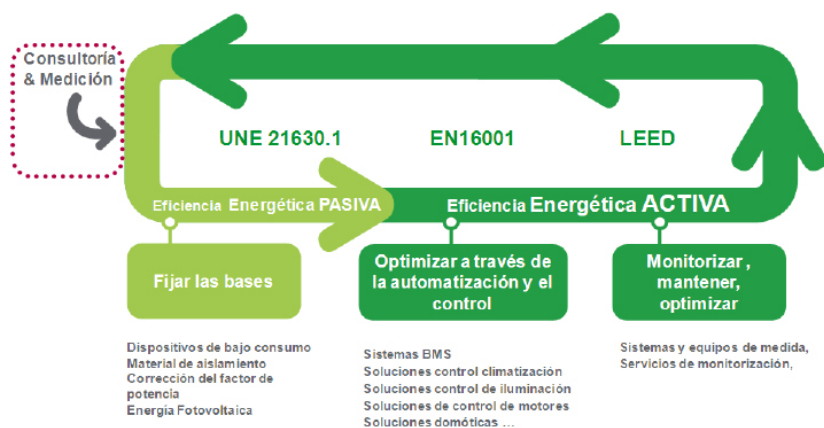 Consultoría
& Medición
UNE 21630.1
EN16001
LEED
Eficiencia Energética PASIVA
Eficiencia Energética ACTIVA
Fijar las bases
Optimizar a través de
la automatización y el
control
Monitorizar ,
mantener,
optimizar
Dispositivos de bajo consumo
Material de aislamiento
Corrección del factor de
potencia
Energía Fotovoltaica
Sistemas BMS
Soluciones control climatización
Soluciones control de iluminación
Soluciones de control de motores
Soluciones domóticas ...
Sistemas y equipos de medida,
Servicios de monitorización,